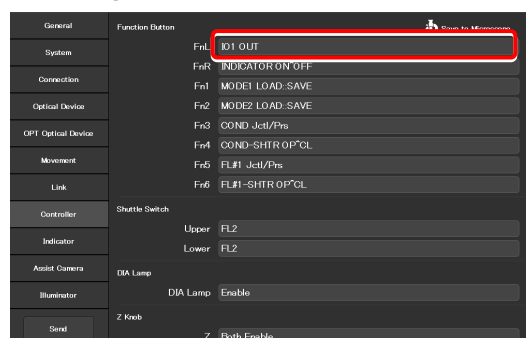 General
System
Connection
Optical Device
OPT Optical Device
Movement
Link
Controller
Indicator
Assist Camera
Illuminator
Send
Function Button
Save to Microscope
FnL IO1 OUT
FnR INDICATOR ON^OFF
Fn1 MODE1 LOAD::SAVE
Fn2 MODE2 LOAD::SAVE
Fn3 COND Jctl/Prs
Fn4 COND-SHTR OP^CL
Fn5 FL#1 Jctl/Prs
Fn6 FL#1-SHTR OP^CL
Shuttle Switch
Upper FL2
Lower FL2
DIA Lamp
DIA Lamp Enable
Z Knob
Z Both Enable